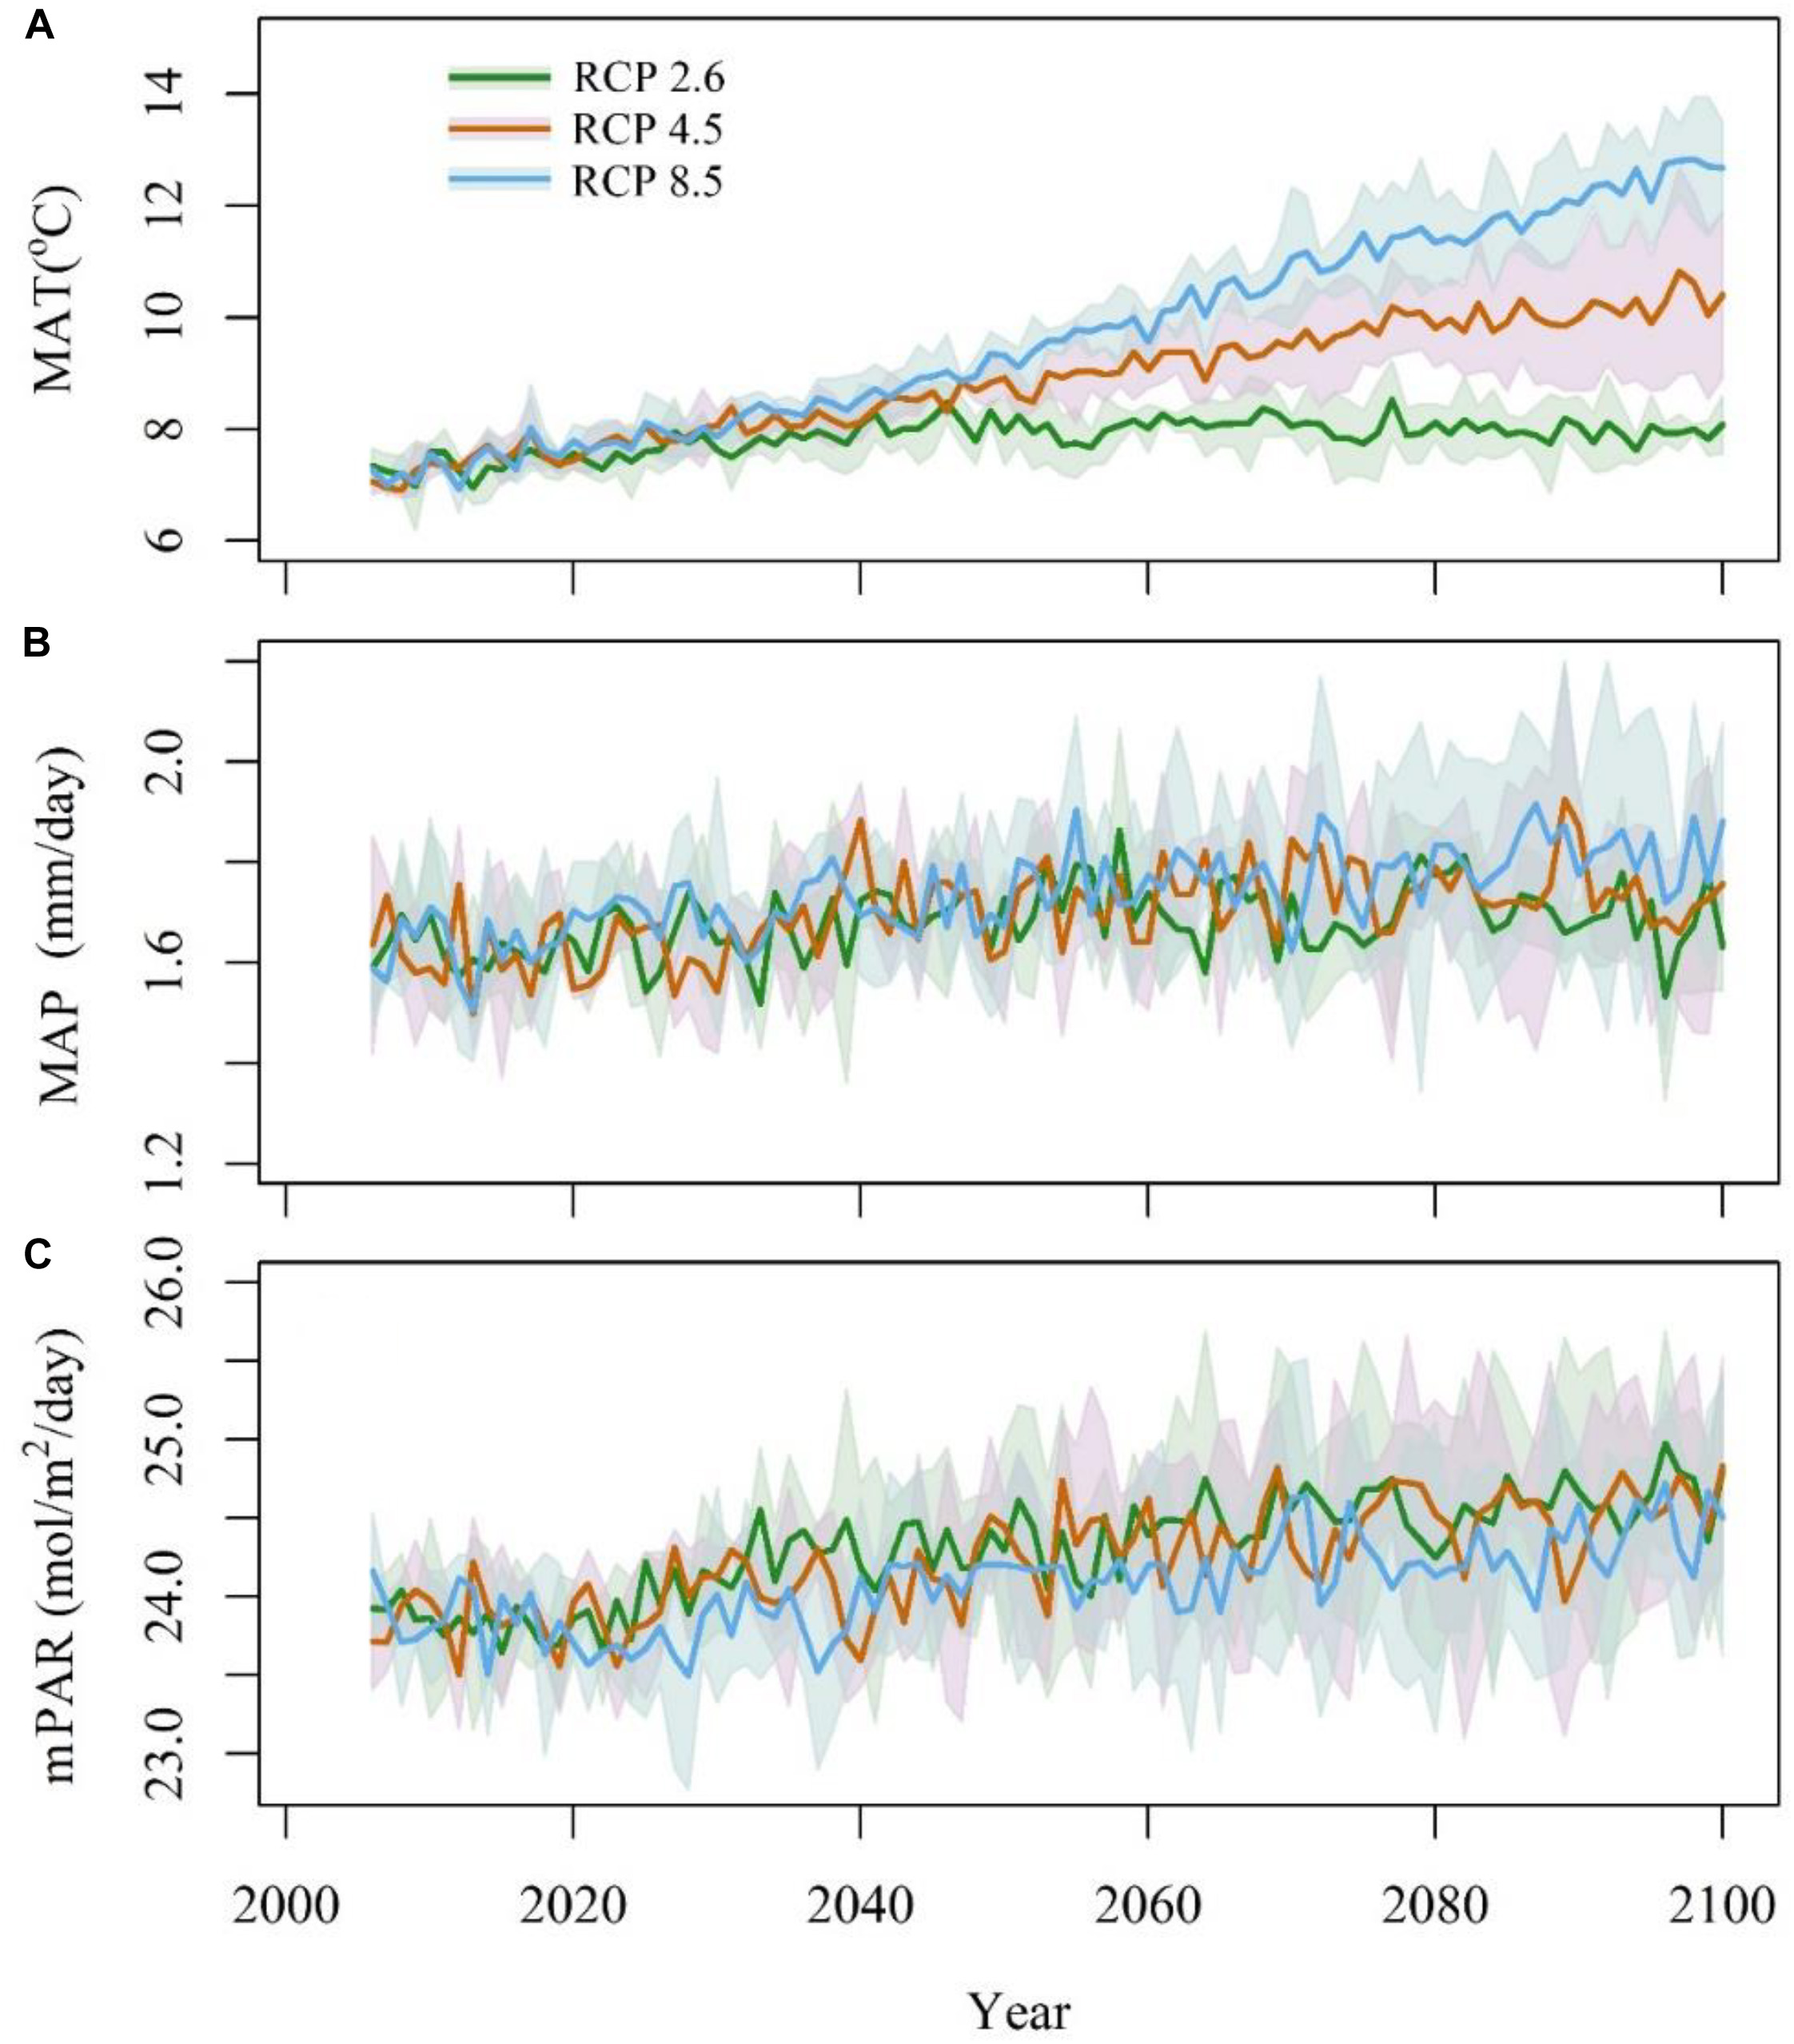 A
MAT(°C)
14
12
10
8
6
RCP 2.6
RCP 4.5
RCP 8.5
B
MAP (mm/day)
2.0
1.6
1.2
C
mPAR (mol/m²/day)
26.0
25.0
24.0
23.0
2000 2020 2040 2060 2080 2100
Year